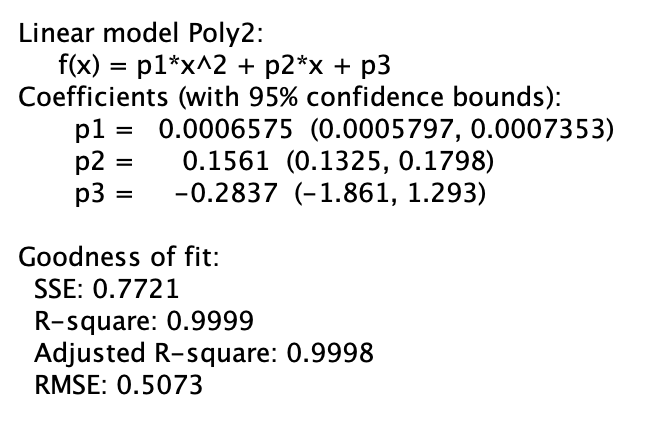 Linear model Poly2:
f(x) = p1*x^2 + p2*x + p3
Coefficients (with 95% confidence bounds):
p1 = 0.0006575 (0.0005797, 0.0007353)
p2 = 0.1561 (0.1325, 0.1798)
p3 = -0.2837 (-1.861, 1.293)
Goodness of fit:
SSE: 0.7721
R-square: 0.9999
Adjusted R-square: 0.9998
RMSE: 0.5073